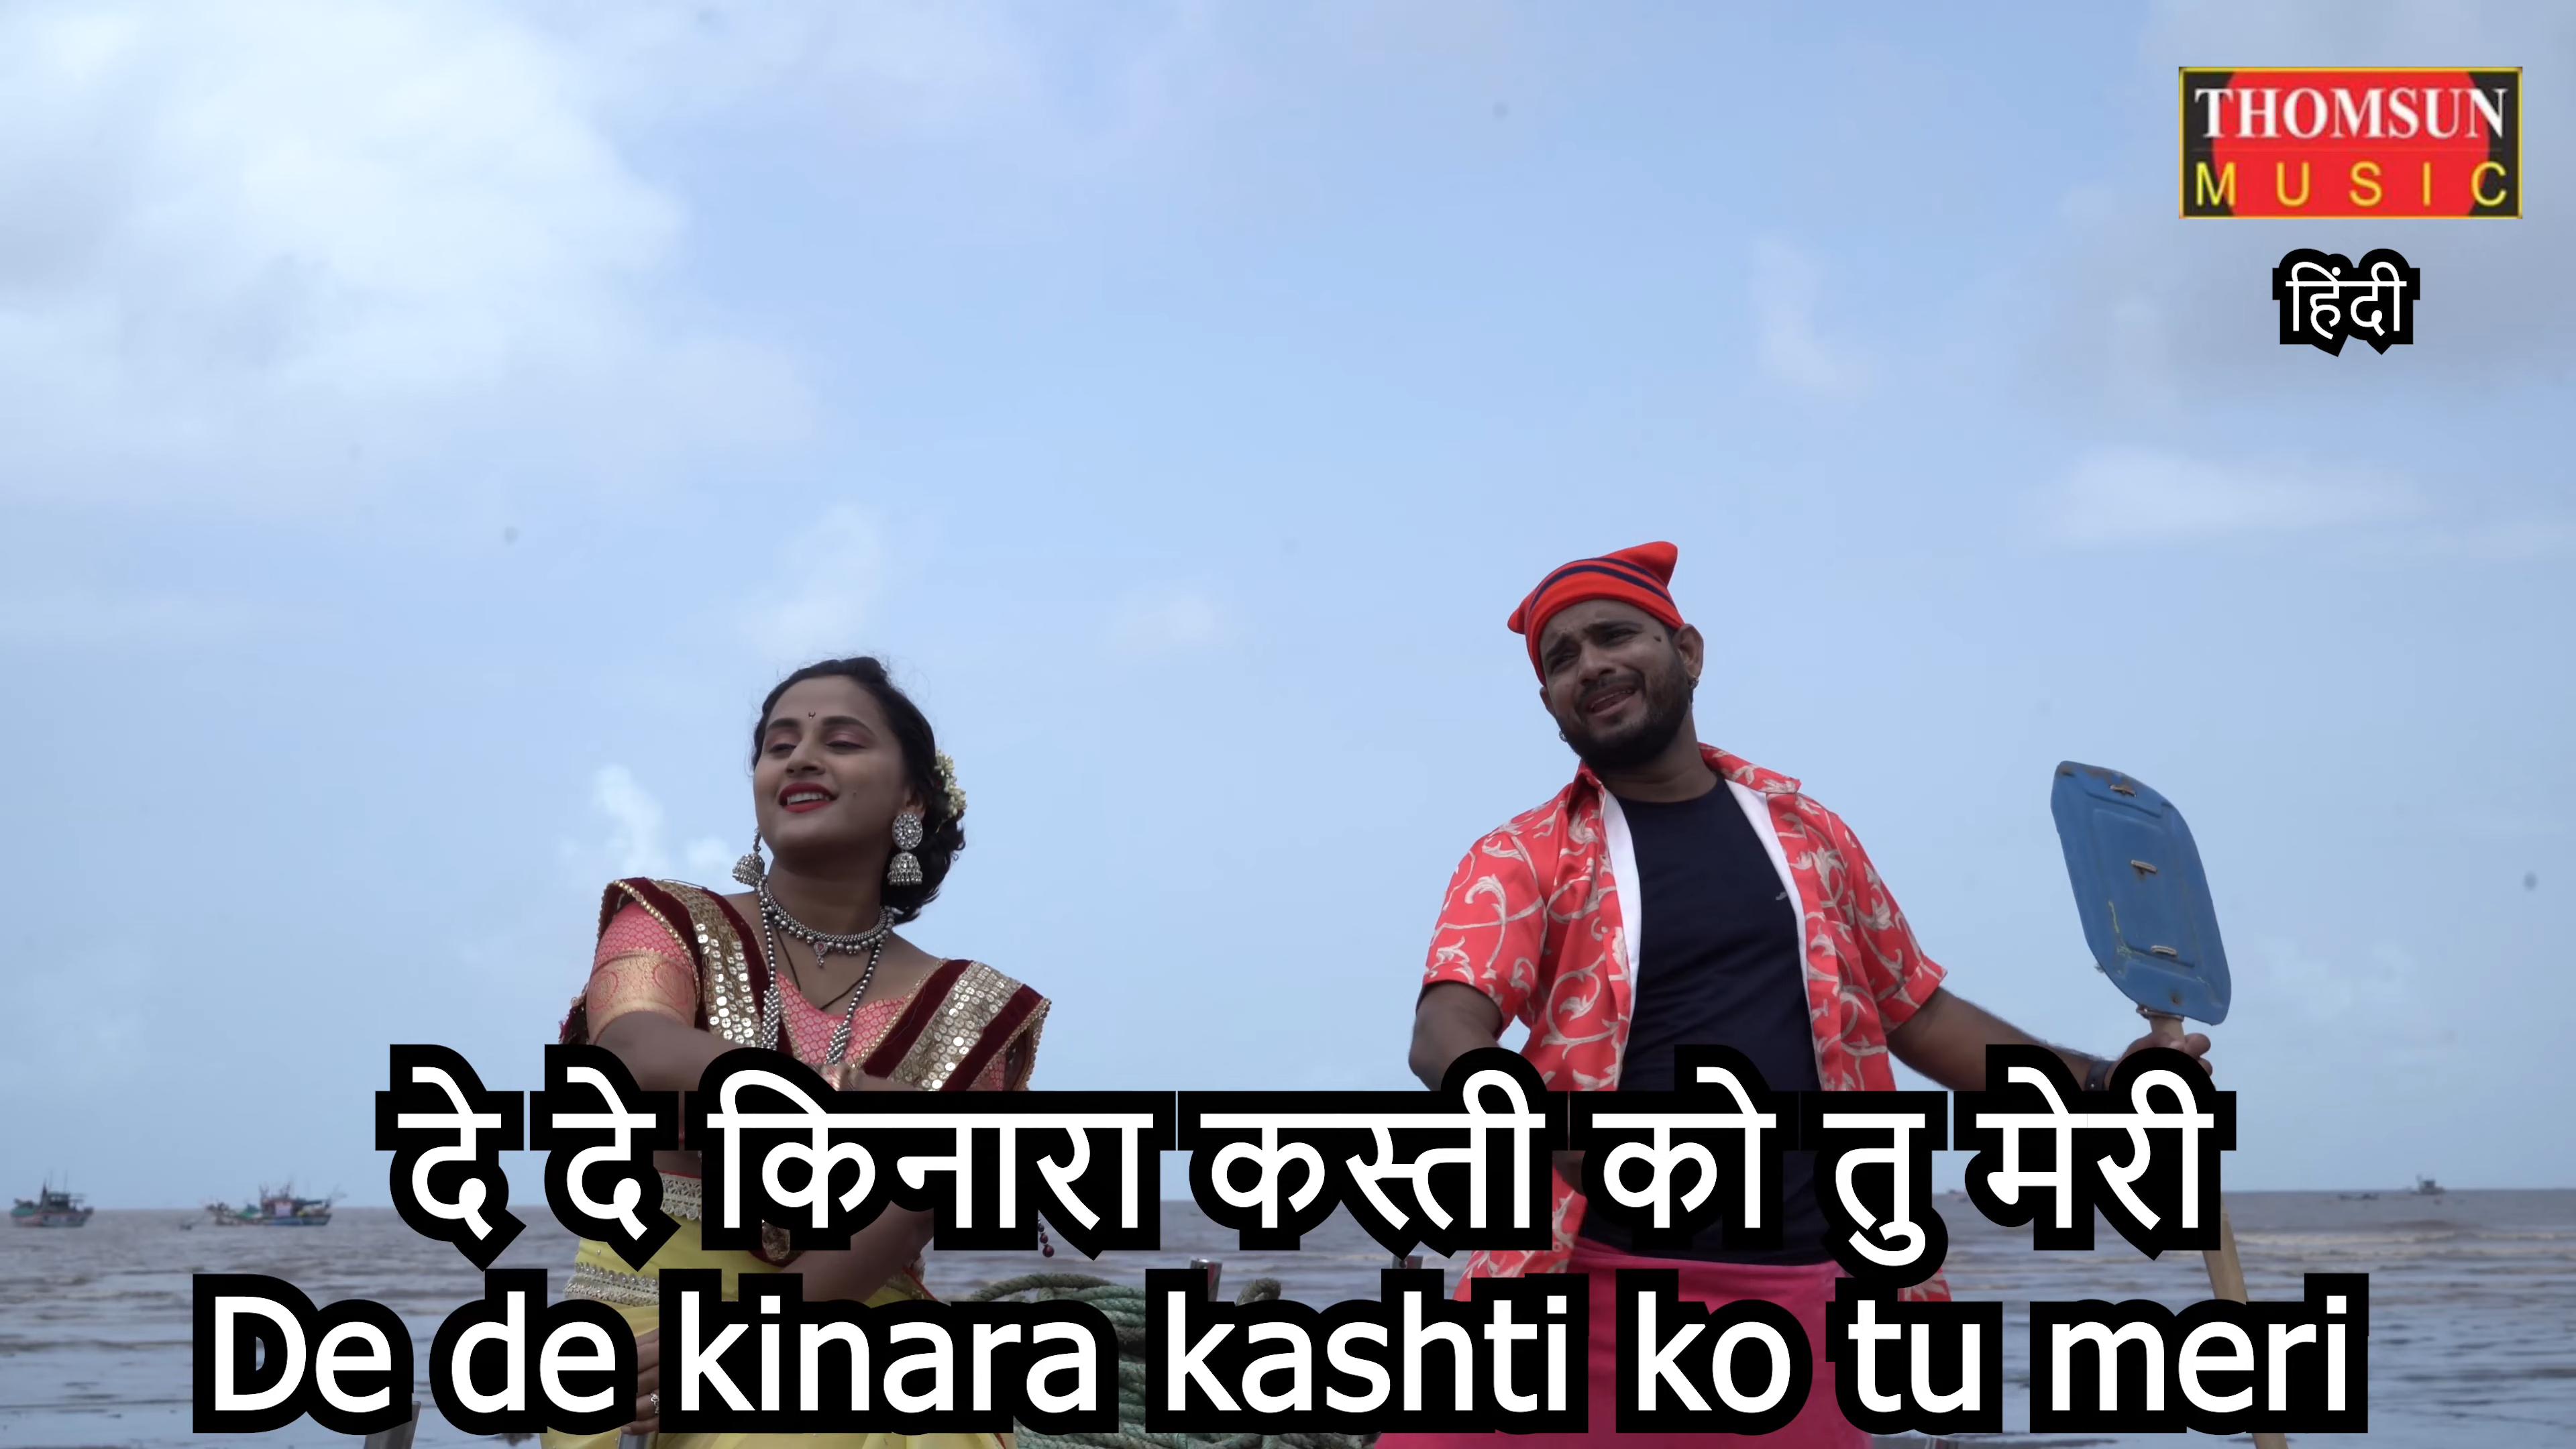 THOMSUN
MUSIC
हिंदी
दे दे किनारा कस्ती को तु मेरी
De de kinara kashti ko tu meri